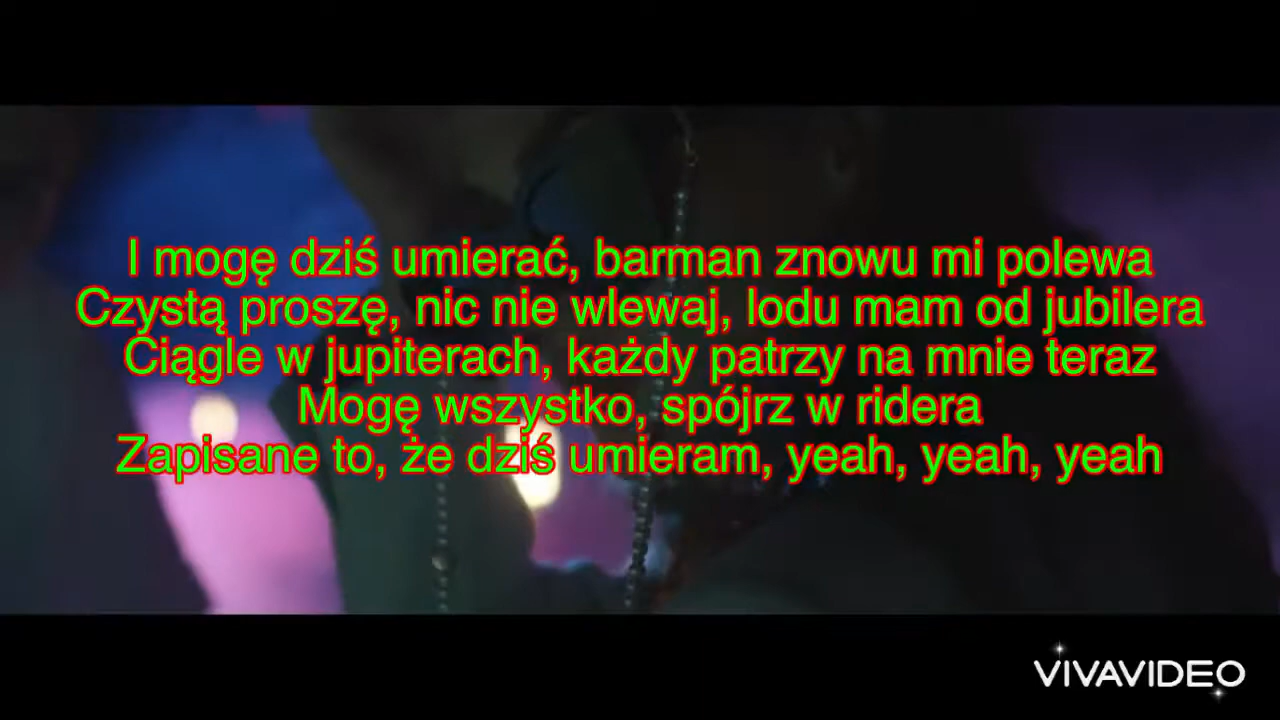 I mogę dziś umierać, barman znowu mi polewa
Czystą proszę, nic nie wlewaj, lodu mam od jubilera
Ciągle w jupiterach, każdy patrzy na mnie teraz
Mogę wszystko, spójrz w ridera
Zapisane to, że dziś umieram, yeah, yeah, yeah
VIVAVIDEO